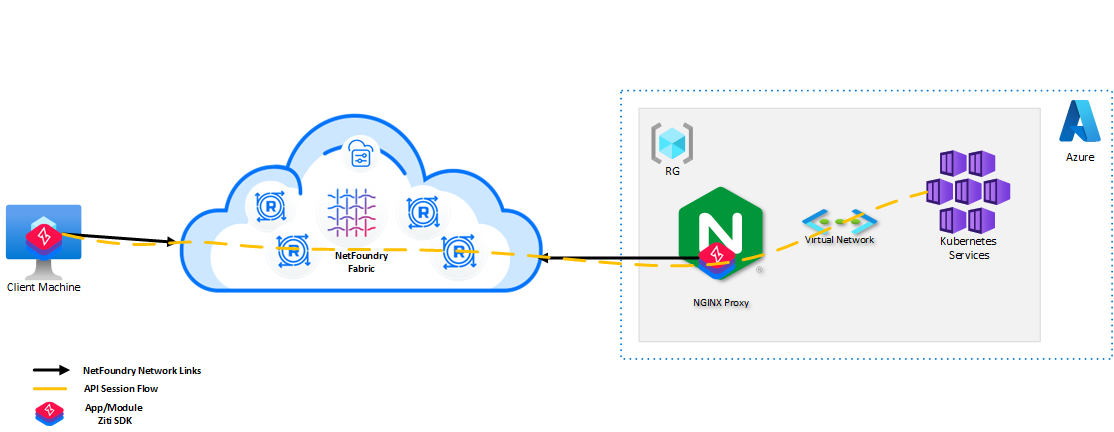 Azure
RG
R
R
R
R
N
NetFoundry
Fabric
Virtual Network
Kubernetes
Services
Client Machine
NGINX Proxy
®
NetFoundry Network Links
API Session Flow
App/Module
Ziti SDK